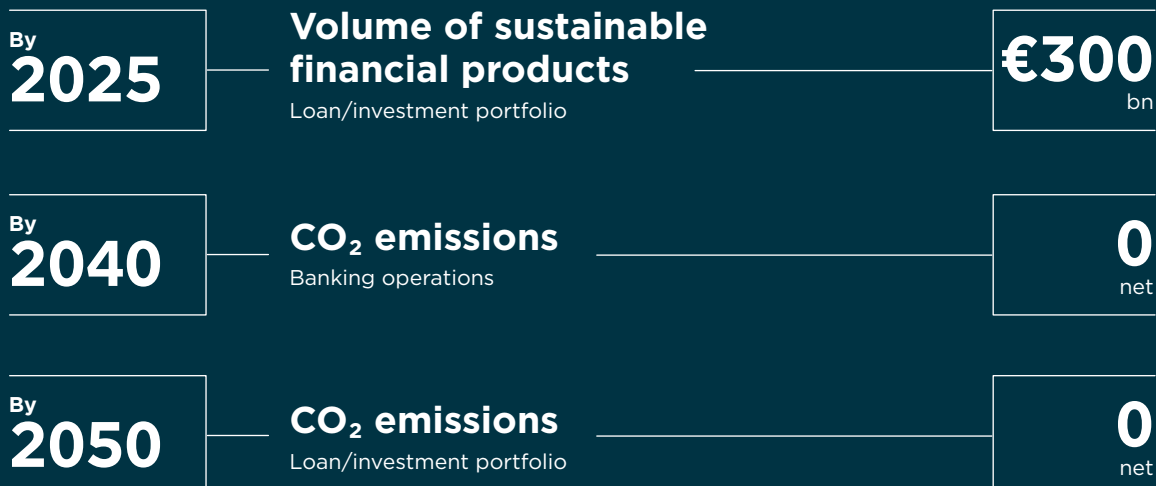 By
2025
Volume of sustainable
financial products
Loan/investment portfolio
€300
bn
By
2040
CO₂ emissions
Banking operations
0
net
By
2050
CO₂ emissions
Loan/investment portfolio
0
net